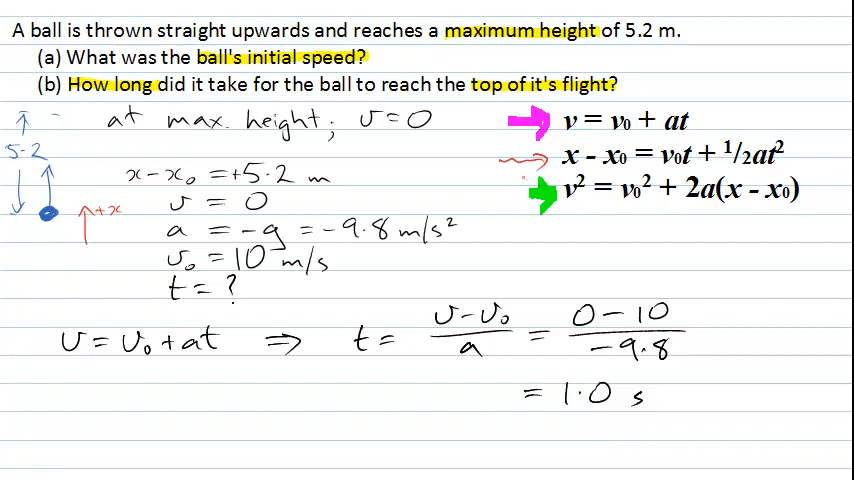 A ball is thrown straight upwards and reaches a maximum height of 5.2 m.
(a) What was the ball's initial speed?
(b) How long did it take for the ball to reach the top of it's flight?
at max. height; v = 0
5.2
x - x₀ = +5.2 m
v = 0
+x
a = -g = -9.8 m/s²
v₀ = 10 m/s
t = ?
v = v₀ + at
x - x₀ = v₀t + ¹/₂at²
v² = v₀² + 2a(x - x₀)
v = v₀ + at ⇒ t = (v - v₀)/a = (0 - 10)/(-9.8)
= 1.0 s